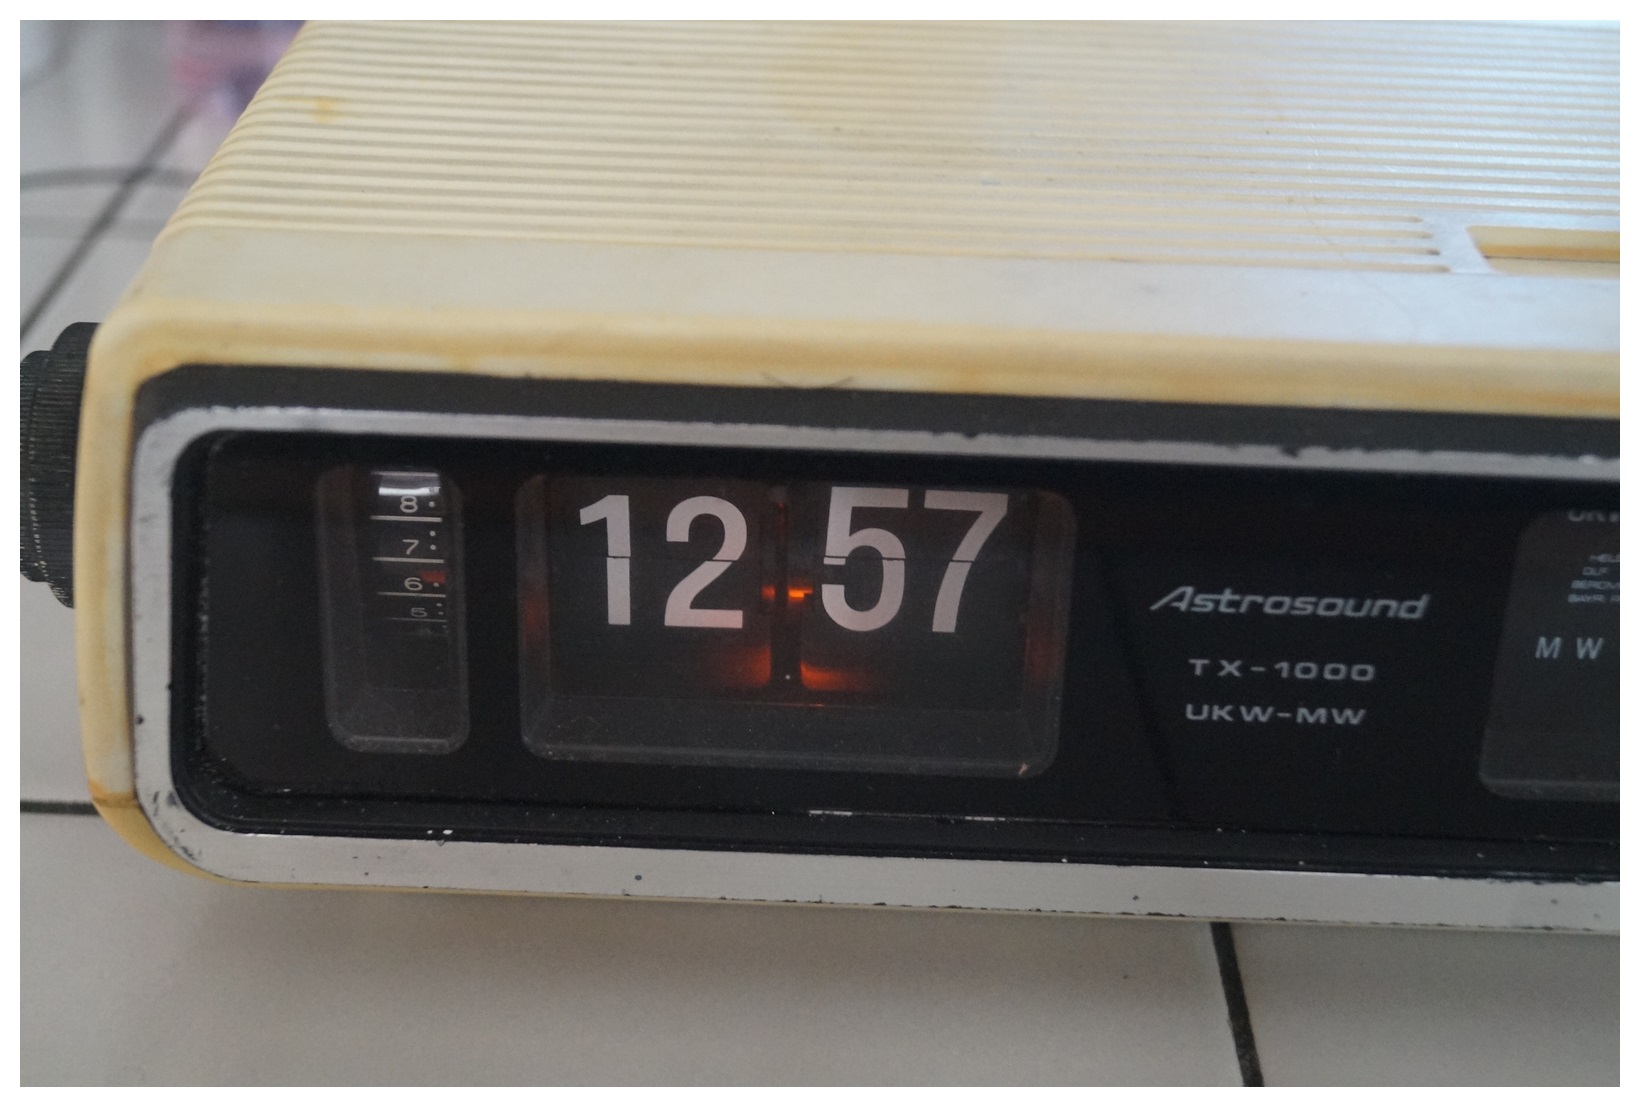 8
7
6
5
12 57
Astrosound
TX-1000
UKW-MW
MW